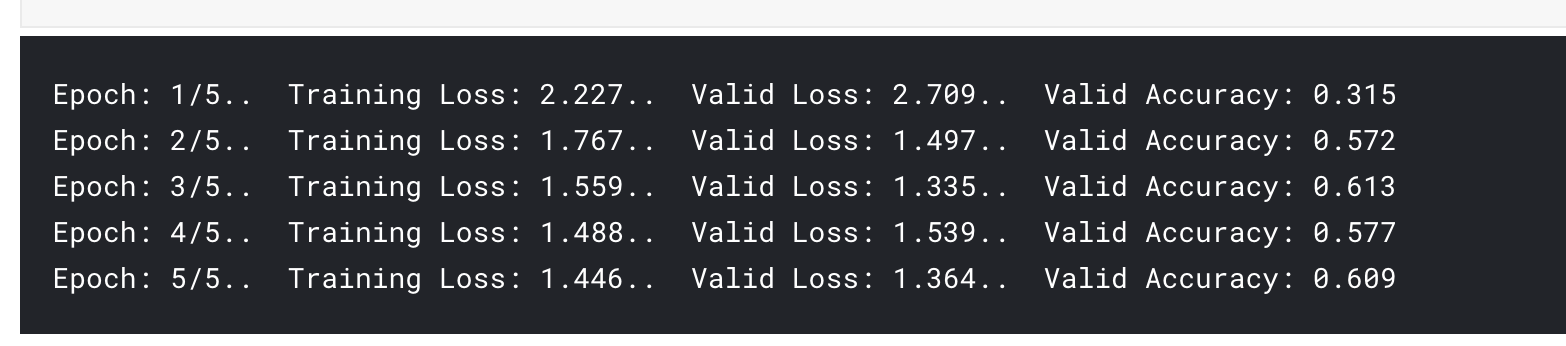 Epoch: 1/5..  Training Loss: 2.227..  Valid Loss: 2.709..  Valid Accuracy: 0.315
Epoch: 2/5..  Training Loss: 1.767..  Valid Loss: 1.497..  Valid Accuracy: 0.572
Epoch: 3/5..  Training Loss: 1.559..  Valid Loss: 1.335..  Valid Accuracy: 0.613
Epoch: 4/5..  Training Loss: 1.488..  Valid Loss: 1.539..  Valid Accuracy: 0.577
Epoch: 5/5..  Training Loss: 1.446..  Valid Loss: 1.364..  Valid Accuracy: 0.609